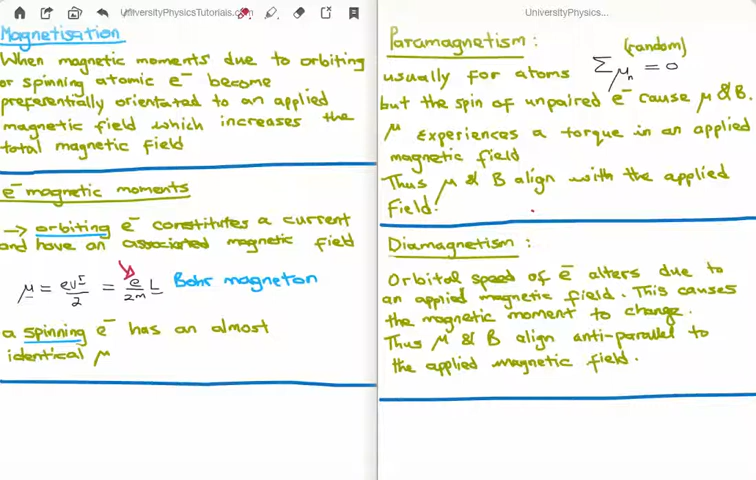 UniversityPhysicsTutorials.com
Magnetisation
When magnetic moments due to orbiting
or spinning atomic e⁻ become
preferentially orientated to an applied
magnetic field which increases the
total magnetic field
e⁻ magnetic moments
→ orbiting e⁻ constitutes a current
and have an associated magnetic field
μ = evr/2 = e/2m L Bohr magneton
a spinning e⁻ has an almost
identical μ
UniversityPhysics...
Paramagnetism :
(random)
usually for atoms Σ μₙ = 0
but the spin of unpaired e⁻ cause μ & B.
μ experiences a torque in an applied
magnetic field
Thus μ & B align with the applied
field!
Diamagnetism :
Orbital speed of e⁻ alters due to
an applied magnetic field. This causes
the magnetic moment to change.
Thus μ & B align anti-parallel to
the applied magnetic field.